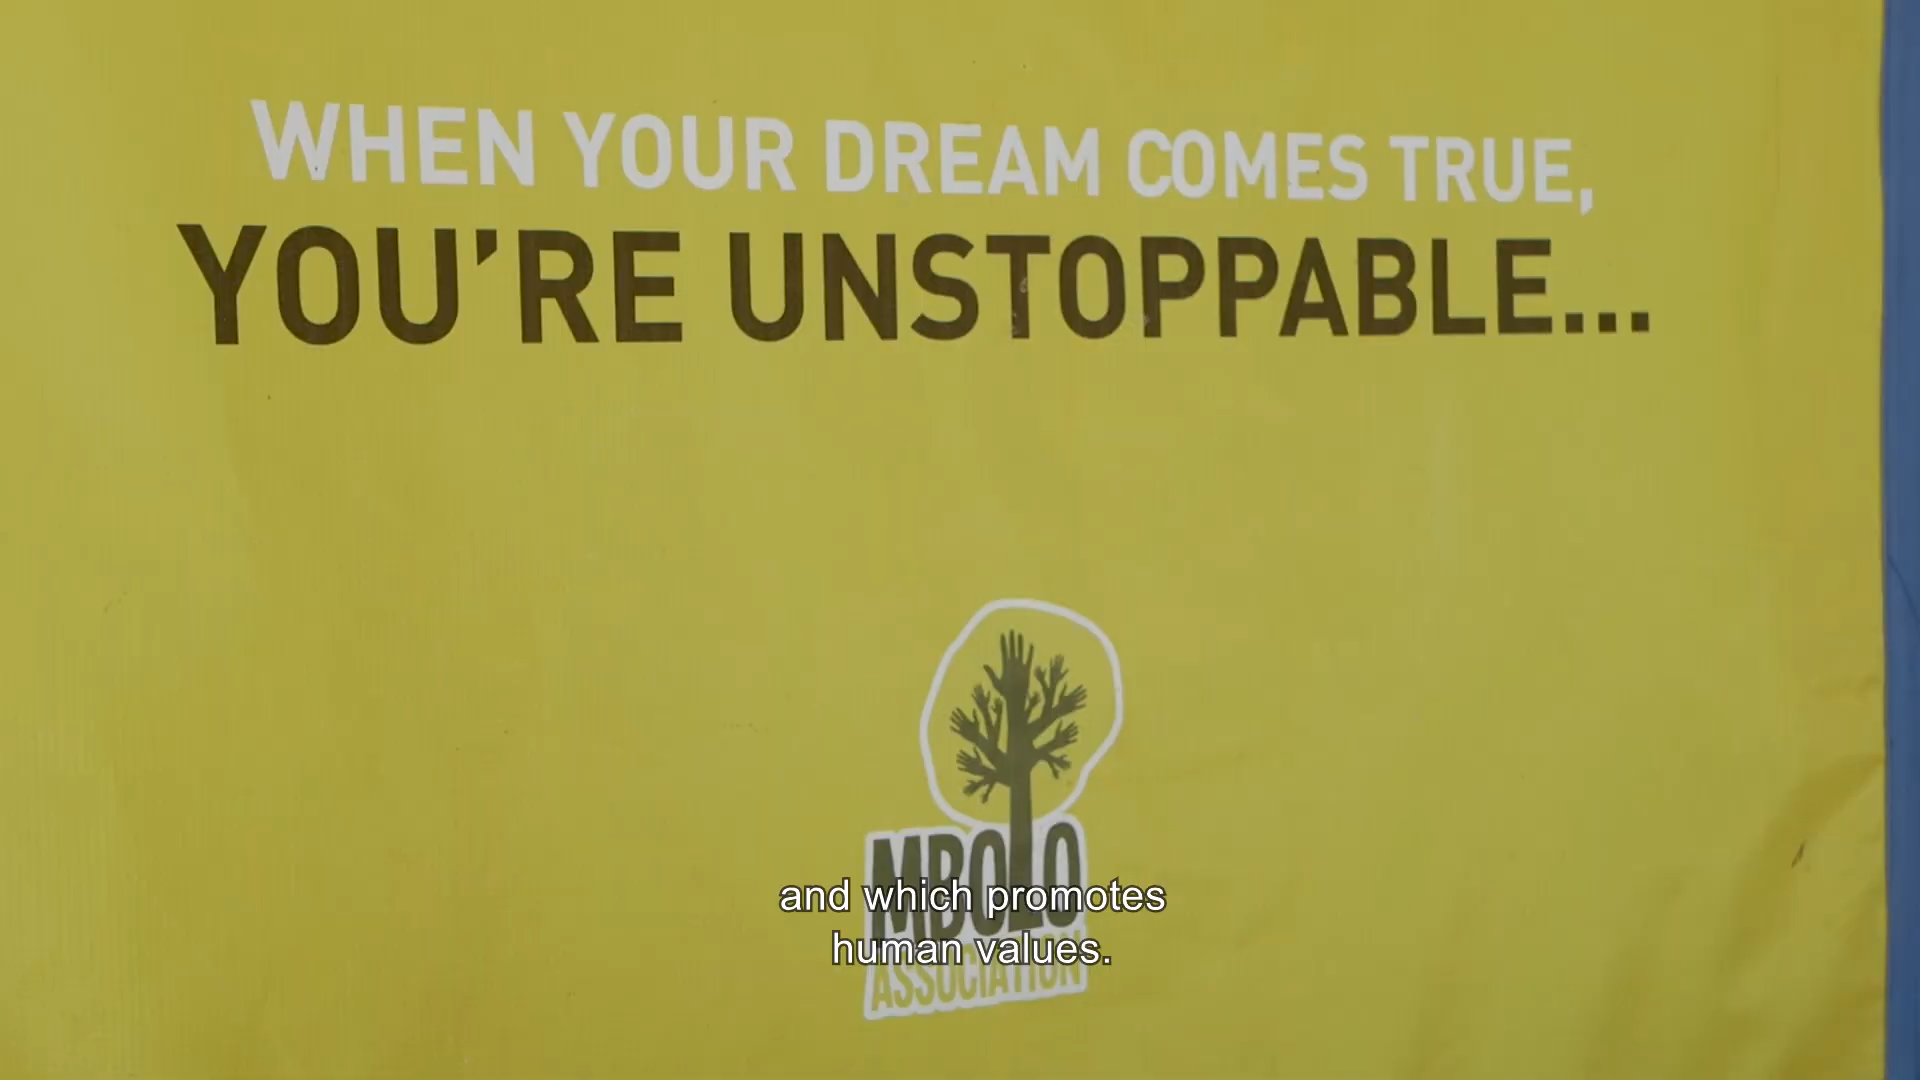 WHEN YOUR DREAM COMES TRUE,
YOU'RE UNSTOPPABLE...
MBOLO
ASSOCIATION
and which promotes
human values.